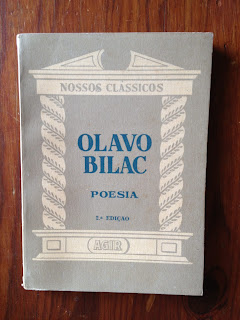 NOSSOS CLÁSSICOS
OLAVO
BILAC
POESIA
2.ª EDIÇÃO
AGIR